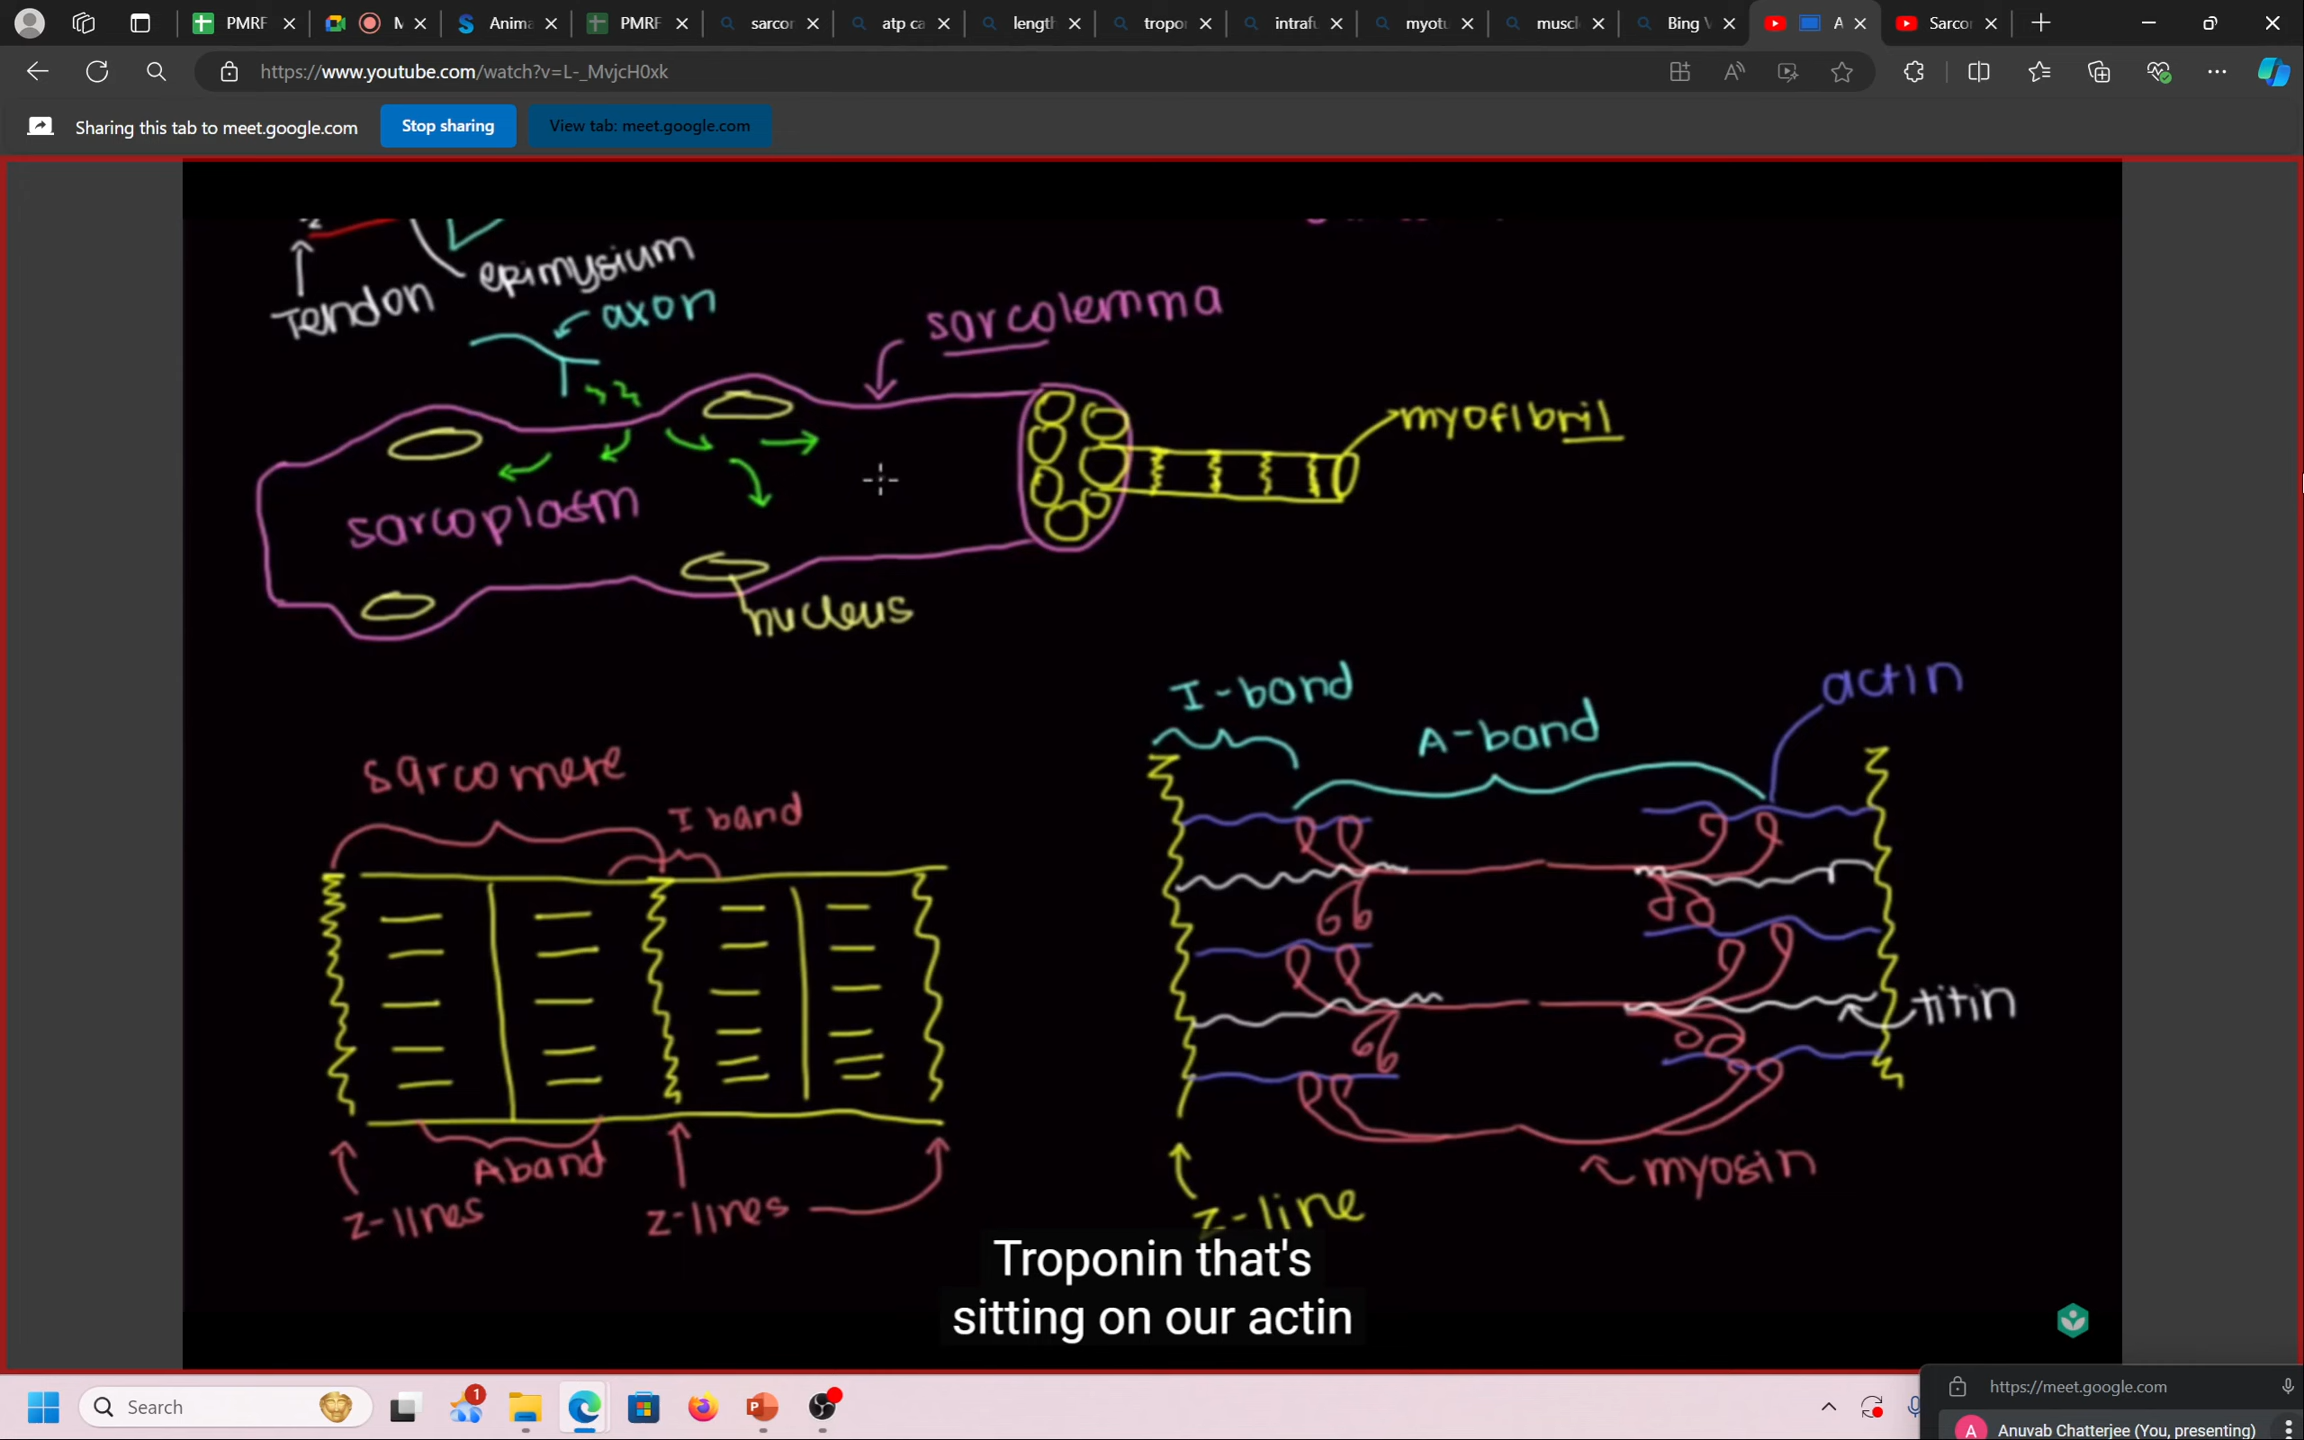 PMRF
M
Anima
PMRF
sarcor
atp ca
length
tropo
intrafu
myotu
muscl
Bing V
A
Sarco
https://www.youtube.com/watch?v=L-_MvjcH0xk
Sharing this tab to meet.google.com
Stop sharing
View tab: meet.google.com
Tendon
epimysium
axon
sarcolemma
myofibril
sarcoplasm
nucleus
I-band
A-band
actin
sarcomere
I band
titin
A band
myosin
z-lines
z-lines
z-line
Troponin that's
sitting on our actin
Search
1
https://meet.google.com
A
Anuvab Chatterjee (You, presenting)